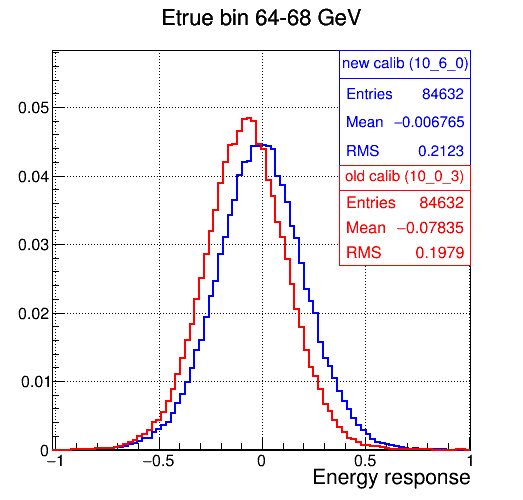 Etrue bin 64-68 GeV
new calib (10_6_0)
Entries 84632
Mean −0.006765
RMS 0.2123
old calib (10_0_3)
Entries 84632
Mean −0.07835
RMS 0.1979
0.05
0.04
0.03
0.02
0.01
0
−1 −0.5 0 0.5 1
Energy response